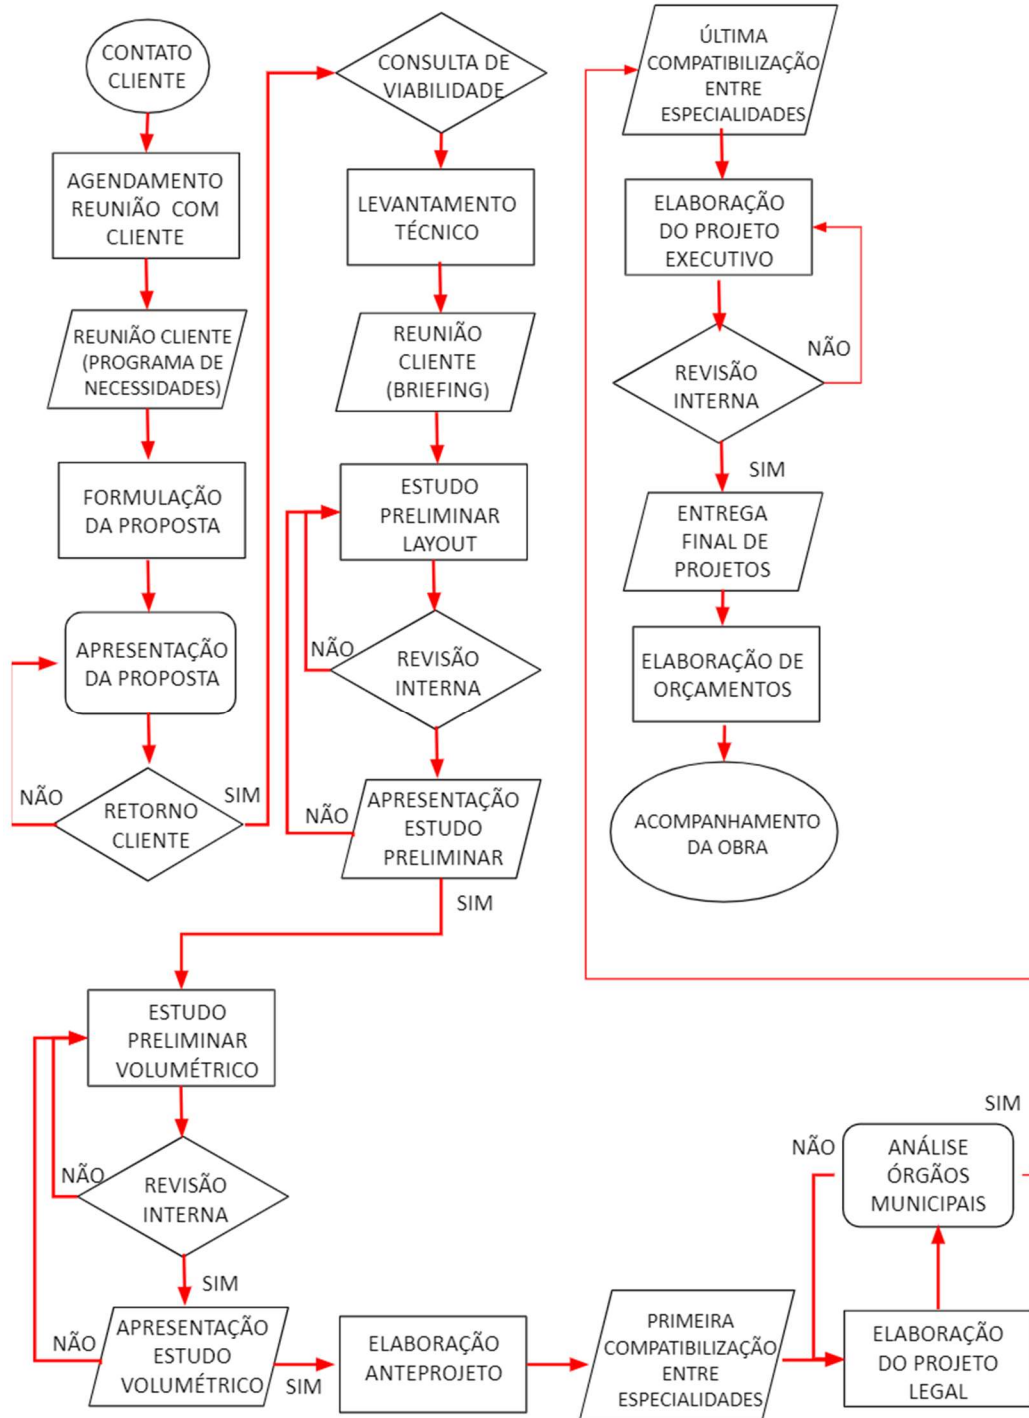 CONTATO
CLIENTE
AGENDAMENTO
REUNIÃO COM
CLIENTE
REUNIÃO CLIENTE
(PROGRAMA DE
NECESSIDADES)
FORMULAÇÃO
DA PROPOSTA
APRESENTAÇÃO
DA PROPOSTA
NÃO
RETORNO
CLIENTE
SIM
CONSULTA DE
VIABILIDADE
LEVANTAMENTO
TÉCNICO
REUNIÃO
CLIENTE
(BRIEFING)
ESTUDO
PRELIMINAR
LAYOUT
NÃO
REVISÃO
INTERNA
NÃO
APRESENTAÇÃO
ESTUDO
PRELIMINAR
SIM
ESTUDO
PRELIMINAR
VOLUMÉTRICO
NÃO
REVISÃO
INTERNA
SIM
NÃO
APRESENTAÇÃO
ESTUDO
VOLUMÉTRICO
SIM
ELABORAÇÃO
ANTEPROJETO
PRIMEIRA
COMPATIBILIZAÇÃO
ENTRE
ESPECIALIDADES
ELABORAÇÃO
DO PROJETO
LEGAL
NÃO
ANÁLISE
ÓRGÃOS
MUNICIPAIS
SIM
ÚLTIMA
COMPATIBILIZAÇÃO
ENTRE
ESPECIALIDADES
ELABORAÇÃO
DO PROJETO
EXECUTIVO
REVISÃO
INTERNA
NÃO
SIM
ENTREGA
FINAL DE
PROJETOS
ELABORAÇÃO DE
ORÇAMENTOS
ACOMPANHAMENTO
DA OBRA